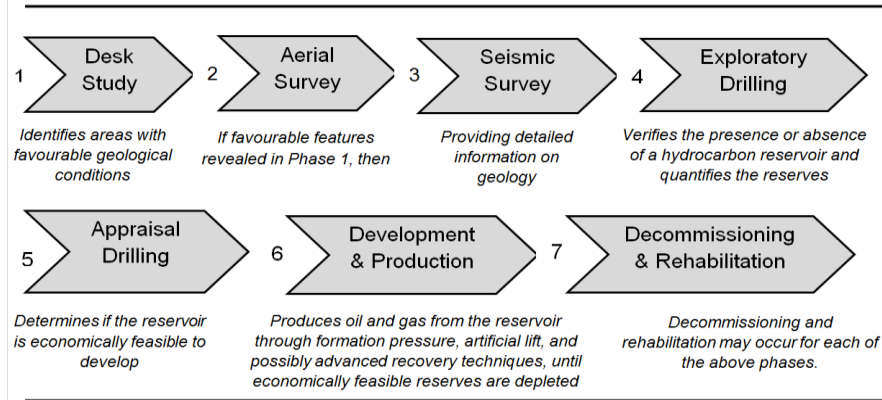 1
Desk
Study
2
Aerial
Survey
3
Seismic
Survey
4
Exploratory
Drilling
Identifies areas with
favourable geological
conditions
If favourable features
revealed in Phase 1, then
Providing detailed
information on
geology
Verifies the presence or absence
of a hydrocarbon reservoir and
quantifies the reserves
5
Appraisal
Drilling
6
Development
& Production
7
Decommissioning
& Rehabilitation
Determines if the reservoir
is economically feasible to
develop
Produces oil and gas from the reservoir
through formation pressure, artificial lift, and
possibly advanced recovery techniques, until
economically feasible reserves are depleted
Decommissioning and
rehabilitation may occur for each of
the above phases.